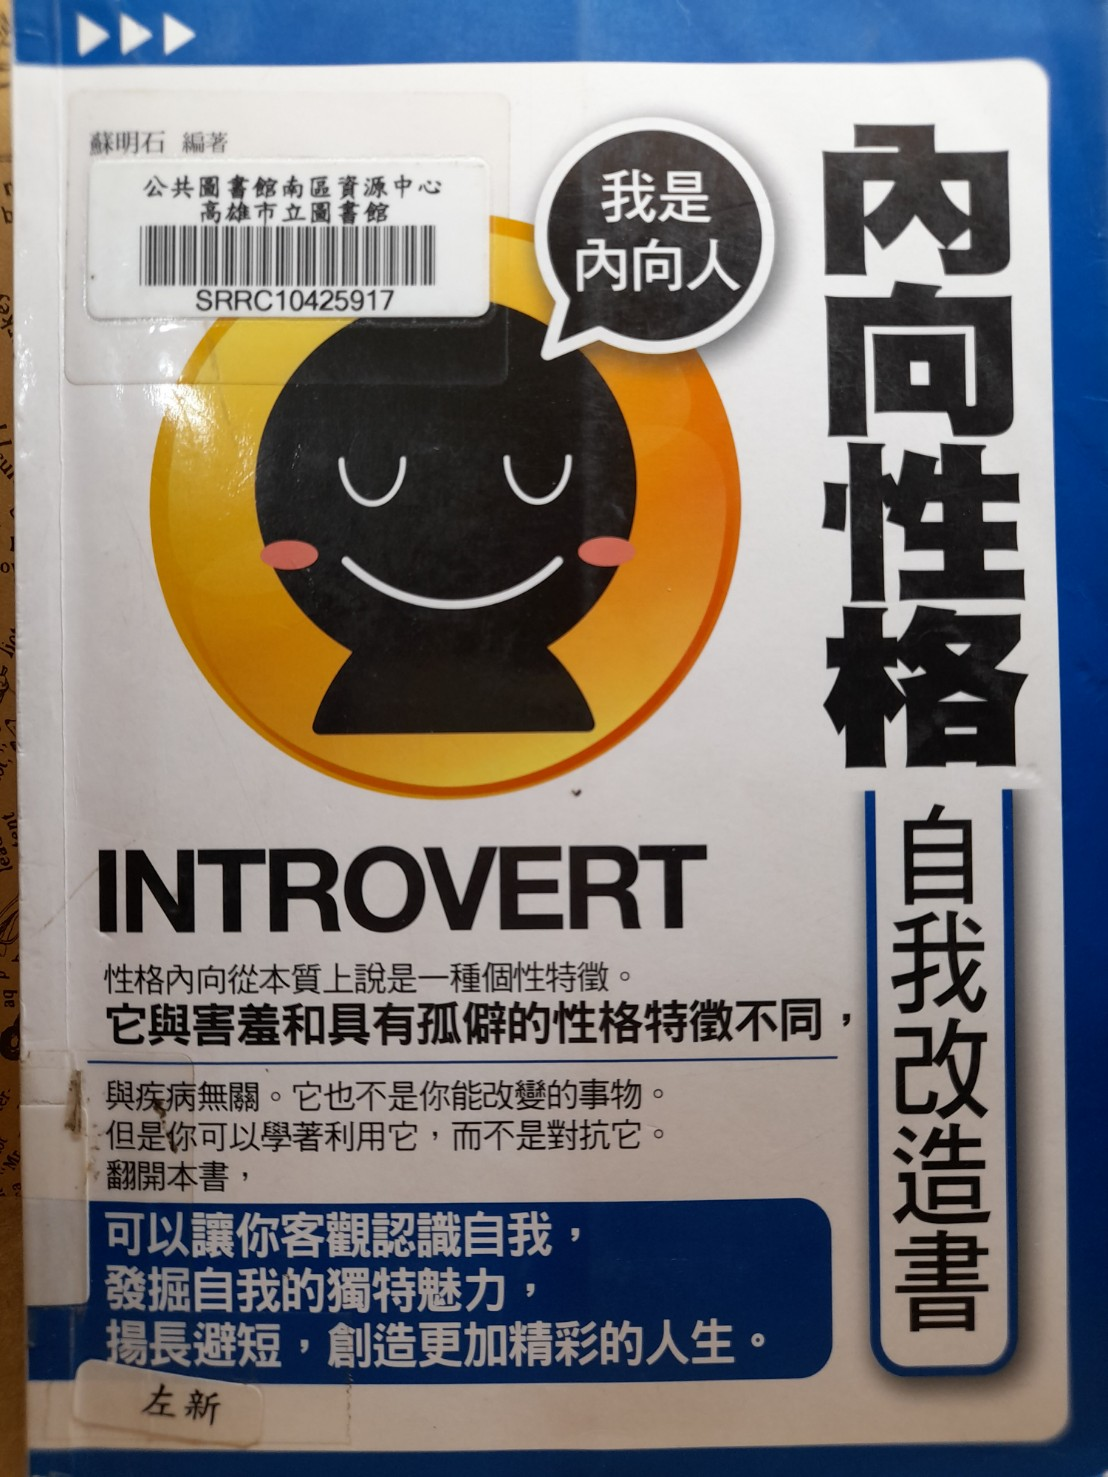 蘇明石 編著
公共圖書館南區資源中心
高雄市立圖書館
SRRC10425917
我是
內向人
內向性格
自我改造書
INTROVERT
性格內向從本質上說是一種個性特徵。
它與害羞和具有孤僻的性格特徵不同，
與疾病無關。它也不是你能改變的事物。
但是你可以學著利用它，而不是對抗它。
翻開本書，
可以讓你客觀認識自我，
發掘自我的獨特魅力，
揚長避短，創造更加精彩的人生。
左新